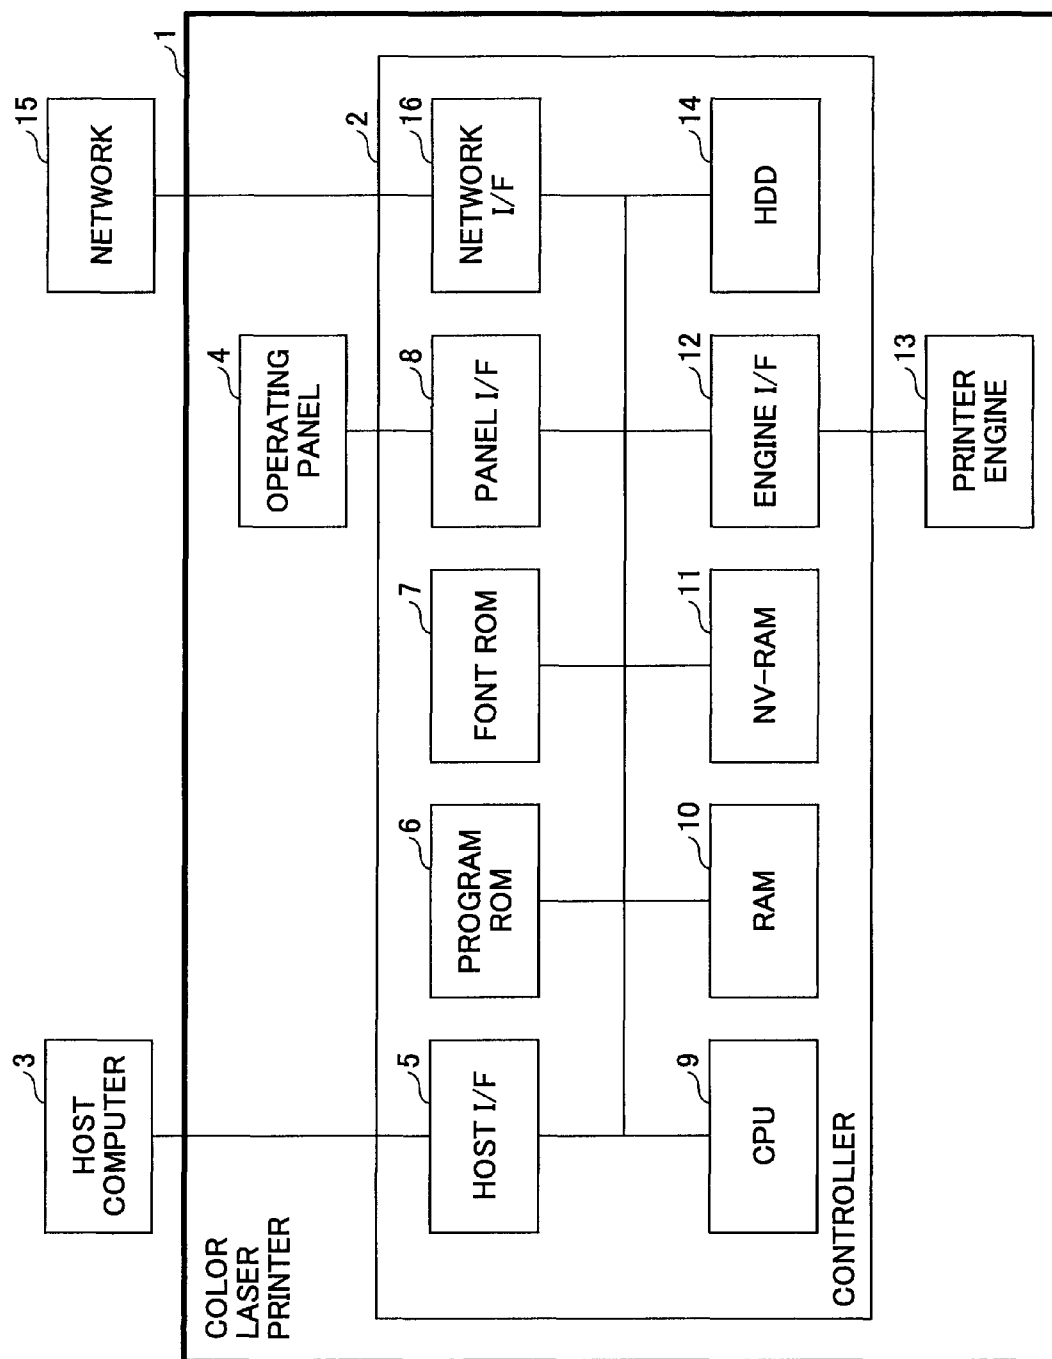 COLOR
LASER
PRINTER
1
HOST
COMPUTER
3
NETWORK
15
OPERATING
PANEL
4
CONTROLLER
2
HOST I/F
5
PROGRAM
ROM
6
FONT ROM
7
PANEL I/F
8
NETWORK
I/F
16
CPU
9
RAM
10
NV-RAM
11
ENGINE I/F
12
HDD
14
PRINTER
ENGINE
13